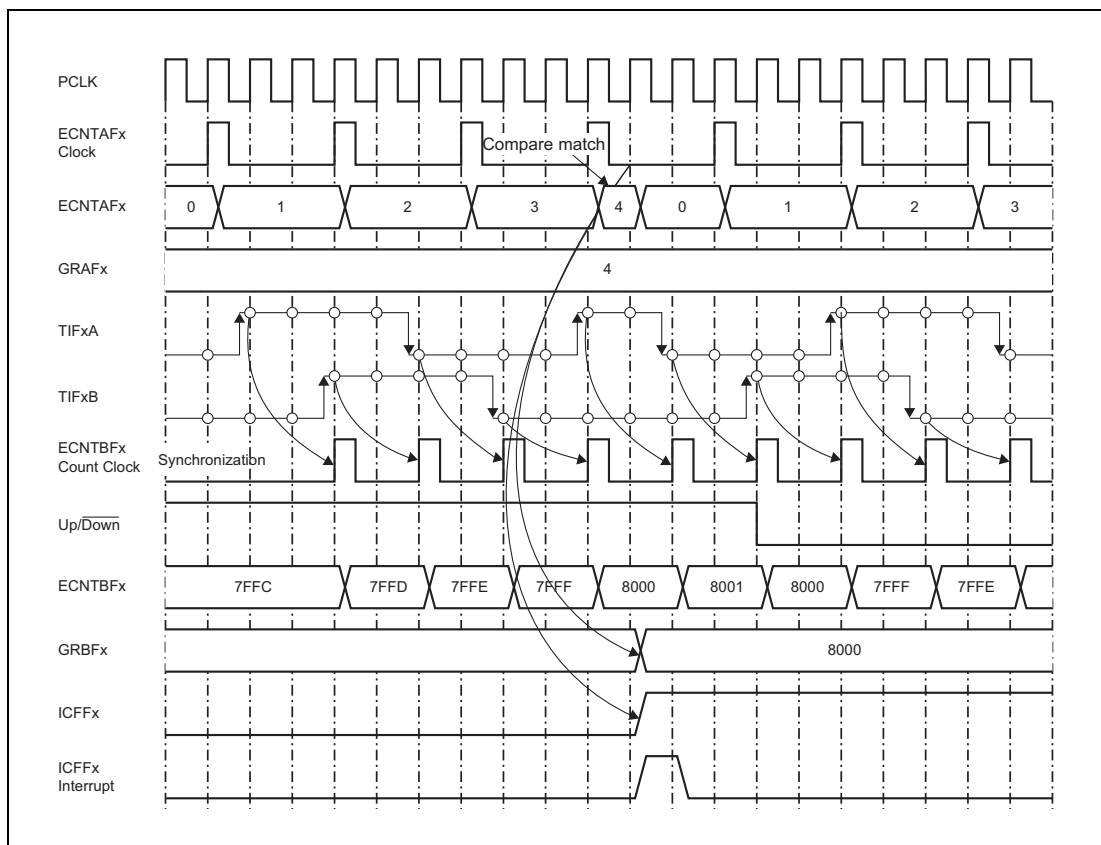 PCLK
ECNTAFx
Clock
Compare match
ECNTAFx
0 1 2 3 4 0 1 2 3
GRAFx
4
TIFxA
TIFxB
ECNTBFx
Count Clock
Synchronization
Up/Down
ECNTBFx
7FFC 7FFD 7FFE 7FFF 8000 8001 8000 7FFF 7FFE
GRBFx
8000
ICFFx
ICFFx
Interrupt